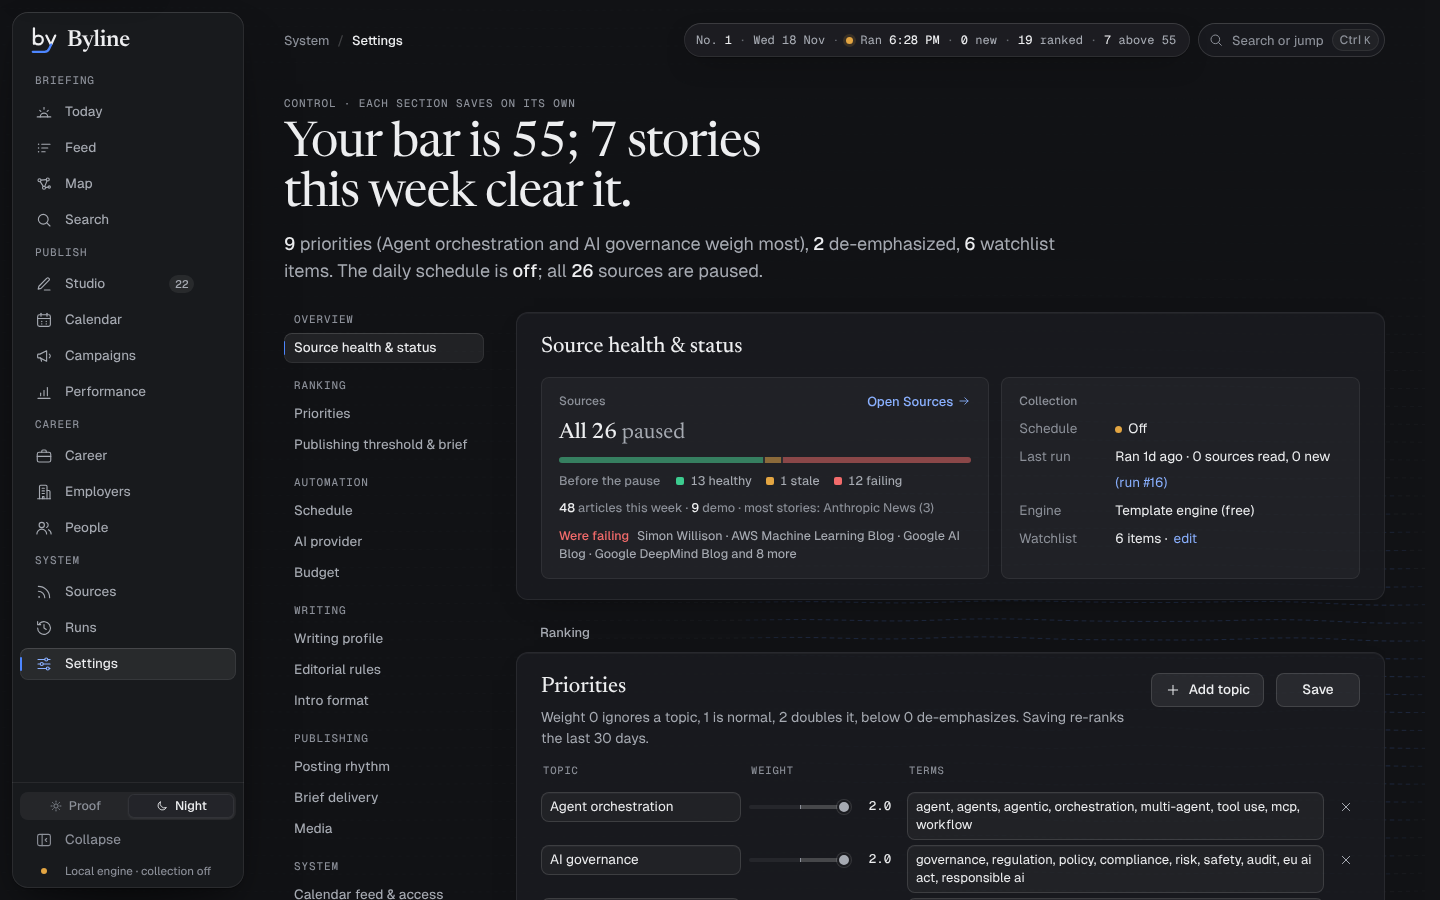 by Byline
BRIEFING
Today
Feed
Map
Search
PUBLISH
Studio 22
Calendar
Campaigns
Performance
CAREER
Career
Employers
People
SYSTEM
Sources
Runs
Settings
Proof Night
Collapse
Local engine · collection off
System / Settings
No. 1 · Wed 18 Nov · Ran 6:28 PM · 0 new · 19 ranked · 7 above 55
Search or jump Ctrl K
CONTROL · EACH SECTION SAVES ON ITS OWN
Your bar is 55; 7 stories
this week clear it.
9 priorities (Agent orchestration and AI governance weigh most), 2 de-emphasized, 6 watchlist
items. The daily schedule is off; all 26 sources are paused.
OVERVIEW
Source health & status
RANKING
Priorities
Publishing threshold & brief
AUTOMATION
Schedule
AI provider
Budget
WRITING
Writing profile
Editorial rules
Intro format
PUBLISHING
Posting rhythm
Brief delivery
Media
SYSTEM
Calendar feed & access
Source health & status
Sources Open Sources →
All 26 paused
Before the pause 13 healthy 1 stale 12 failing
48 articles this week · 9 demo · most stories: Anthropic News (3)
Were failing Simon Willison · AWS Machine Learning Blog · Google AI
Blog · Google DeepMind Blog and 8 more
Collection
Schedule Off
Last run Ran 1d ago · 0 sources read, 0 new
(run #16)
Engine Template engine (free)
Watchlist 6 items · edit
Ranking
Priorities
+ Add topic Save
Weight 0 ignores a topic, 1 is normal, 2 doubles it, below 0 de-emphasizes. Saving re-ranks
the last 30 days.
TOPIC WEIGHT TERMS
Agent orchestration 2.0 agent, agents, agentic, orchestration, multi-agent, tool use, mcp,
workflow
AI governance 2.0 governance, regulation, policy, compliance, risk, safety, audit, eu ai
act, responsible ai